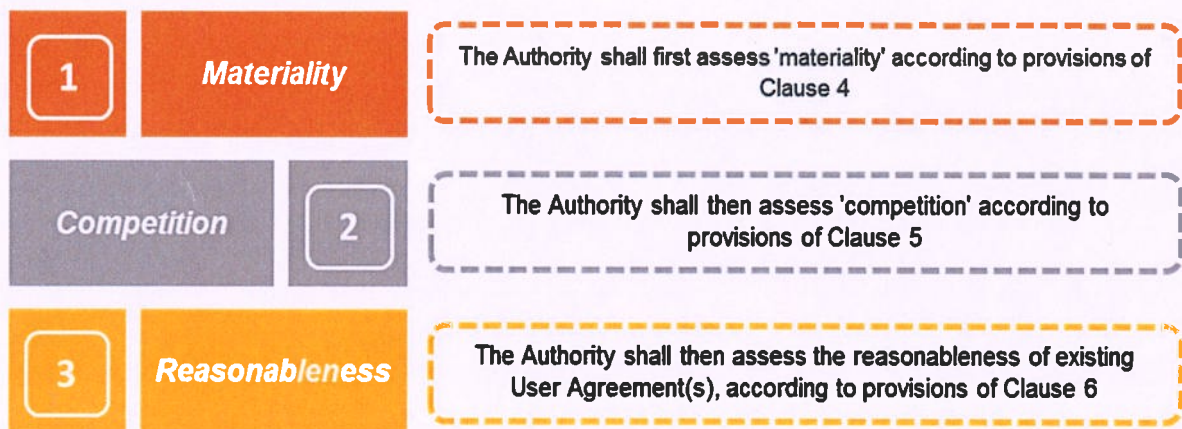 1
Materiality
The Authority shall first assess 'materiality' according to provisions of
Clause 4
Competition
2
The Authority shall then assess 'competition' according to
provisions of Clause 5
3
Reasonableness
The Authority shall then assess the reasonableness of existing
User Agreement(s), according to provisions of Clause 6